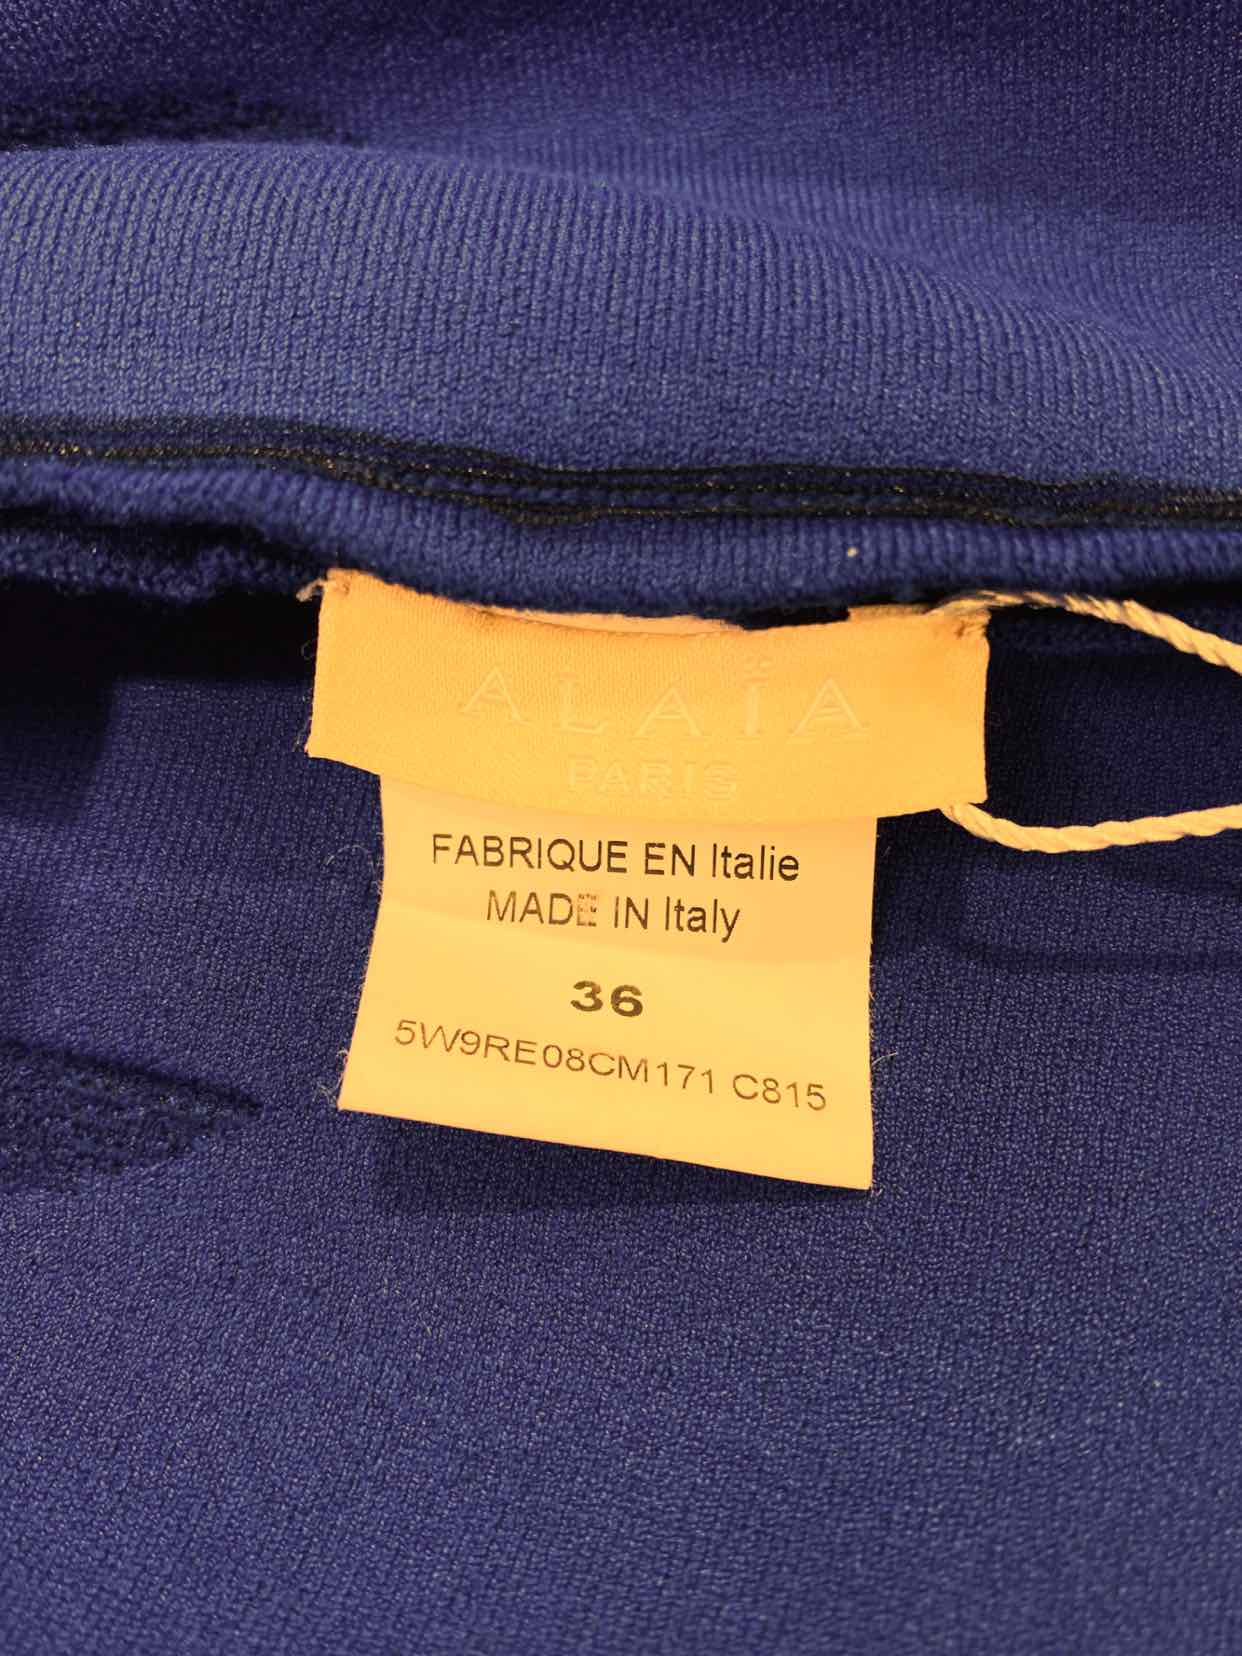 ALAÏA
PARIS
FABRIQUE EN Italie
MADE IN Italy
36
5W9RE08CM171 C815